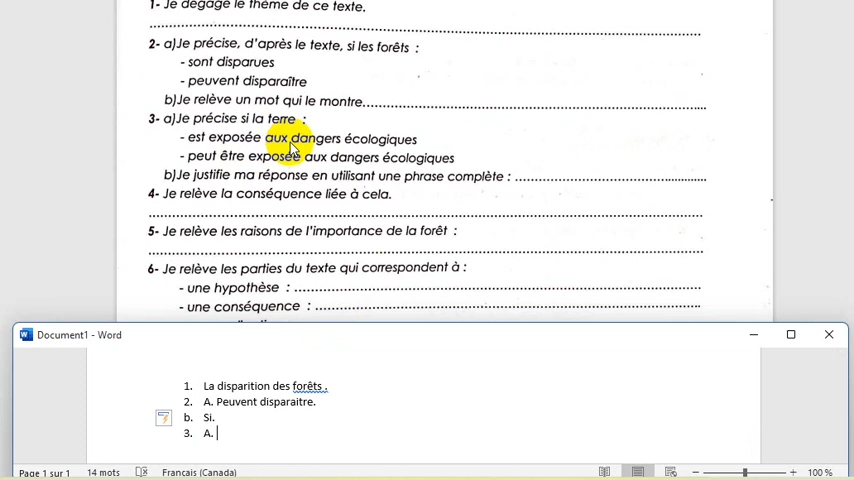 1- Je dégage le thème de ce texte.
2- a)Je précise, d'après le texte, si les forêts :
- sont disparues
- peuvent disparaître
b)Je relève un mot qui le montre
3- a)Je précise si la terre :
- est exposée aux dangers écologiques
- peut être exposée aux dangers écologiques
b)Je justifie ma réponse en utilisant une phrase complète :
4- Je relève la conséquence liée à cela.
5- Je relève les raisons de l'importance de la forêt :
6- Je relève les parties du texte qui correspondent à :
- une hypothèse :
- une conséquence :
Document1 - Word
1. La disparition des forêts .
2. A. Peuvent disparaitre.
b. Si.
3. A.
Page 1 sur 1 14 mots Français (Canada) 100 %